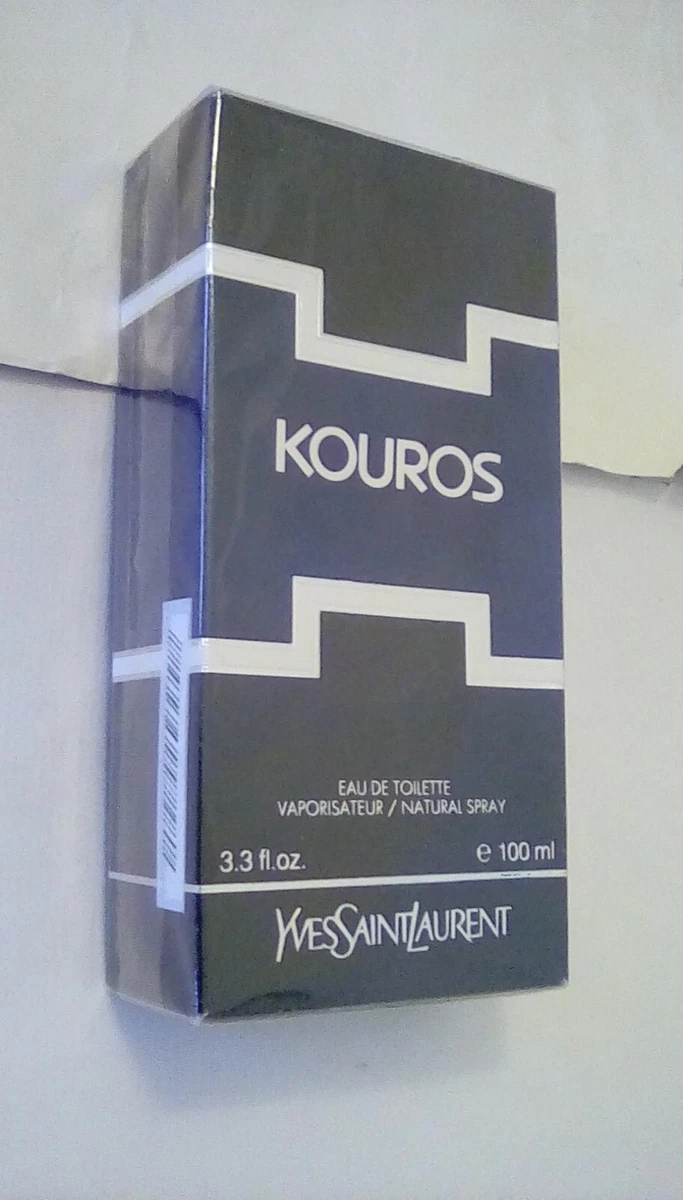 KOUROS
EAU DE TOILETTE
VAPORISATEUR / NATURAL SPRAY
3.3 fl.oz. ℮ 100 ml
YVESSAINTLAURENT